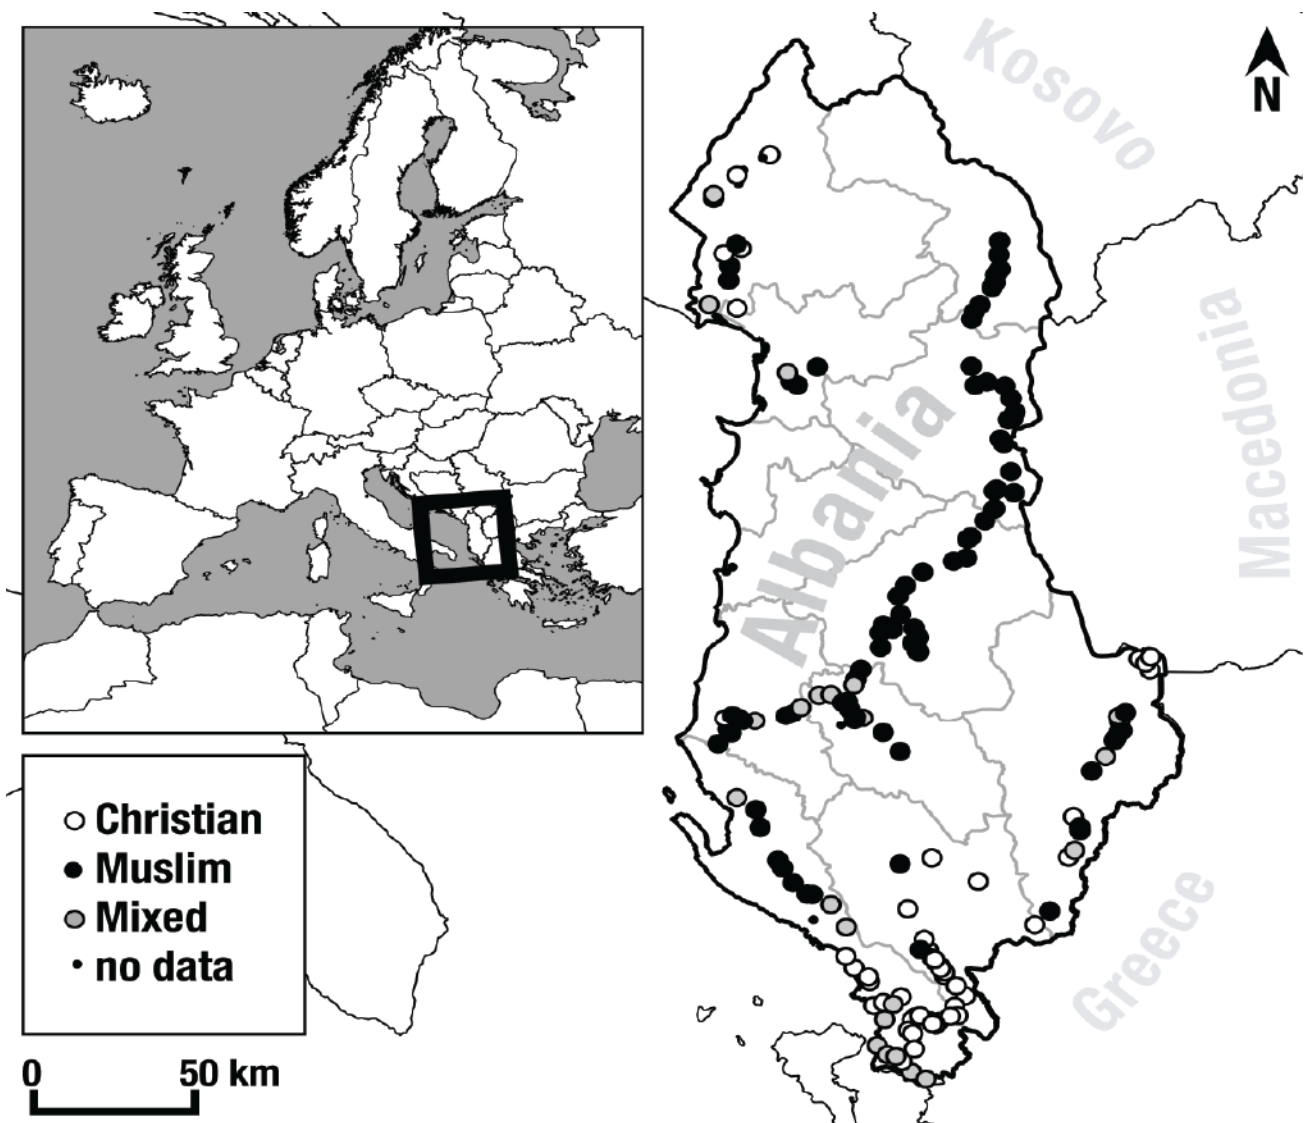 Kosovo
N
Macedonia
Albania
Greece
Christian
Muslim
Mixed
no data
0 50 km